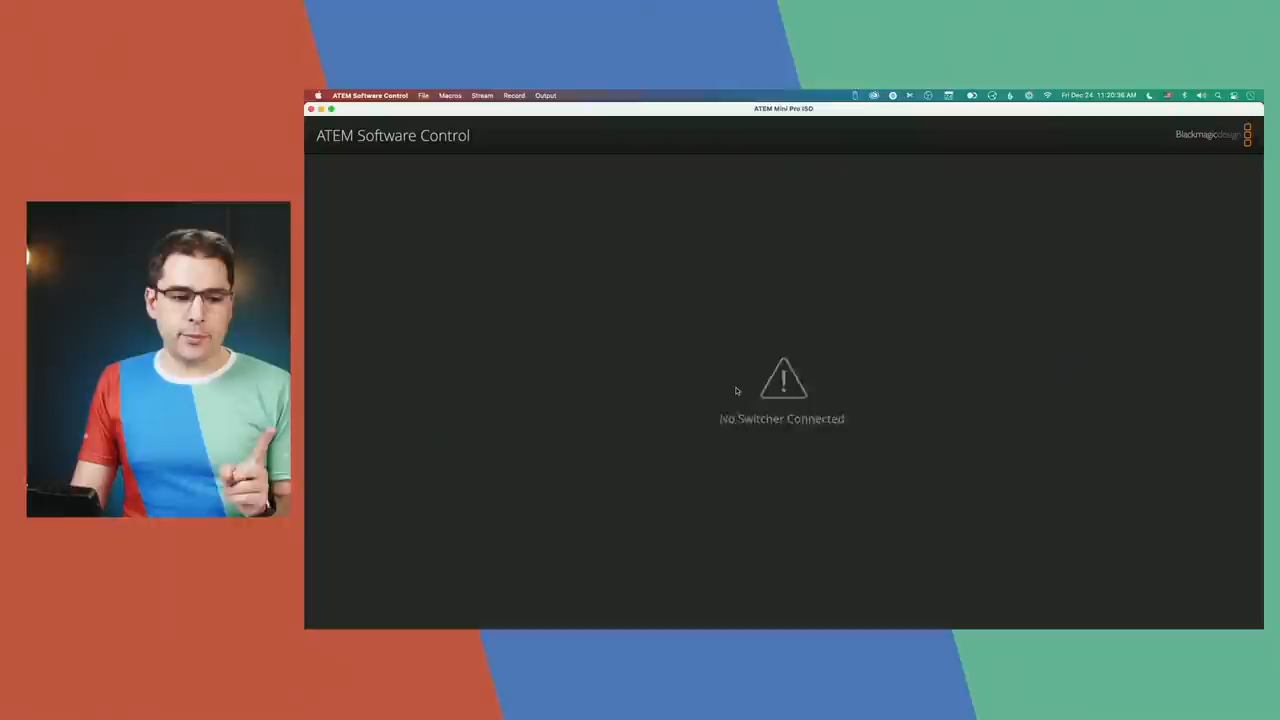 ATEM Software Control File Macros Stream Record Output Fri Dec 24 11:20:36 AM
ATEM Mini Pro ISO
ATEM Software Control
Blackmagicdesign
No Switcher Connected